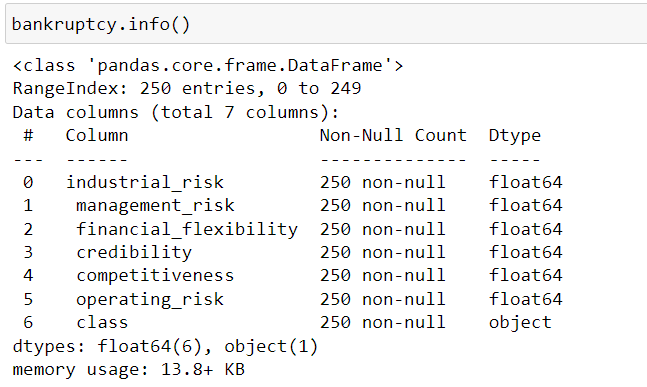 bankruptcy.info()
<class 'pandas.core.frame.DataFrame'>
RangeIndex: 250 entries, 0 to 249
Data columns (total 7 columns):
 #   Column                 Non-Null Count  Dtype
---  ------                 --------------  -----
 0   industrial_risk        250 non-null    float64
 1    management_risk       250 non-null    float64
 2    financial_flexibility  250 non-null    float64
 3    credibility           250 non-null    float64
 4    competitiveness       250 non-null    float64
 5    operating_risk        250 non-null    float64
 6    class                 250 non-null    object
dtypes: float64(6), object(1)
memory usage: 13.8+ KB